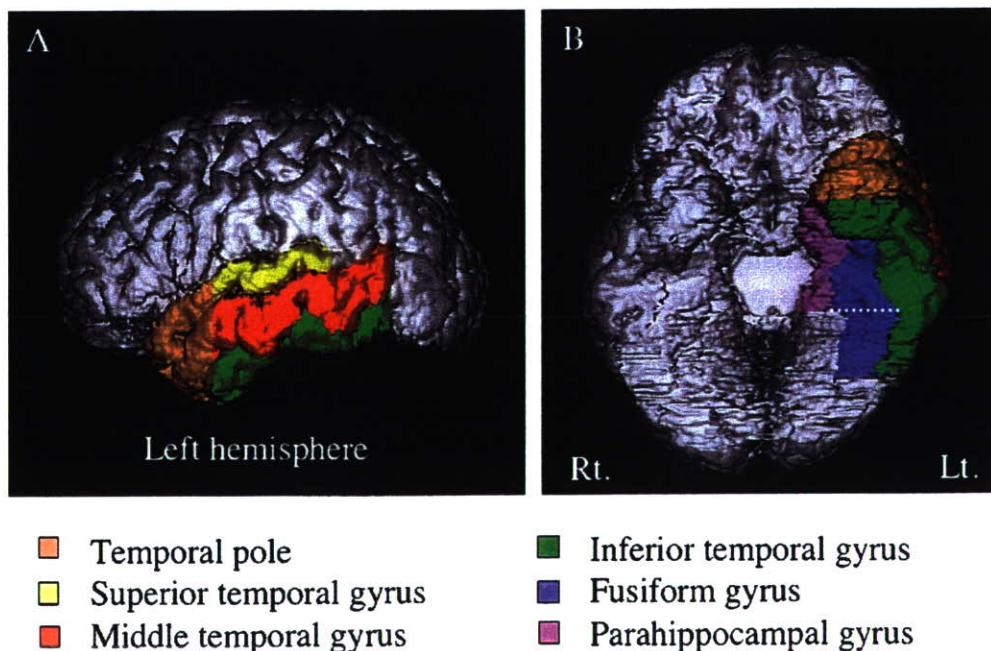 A
B
Left hemisphere
Rt.
Lt.
Temporal pole
Superior temporal gyrus
Middle temporal gyrus
Inferior temporal gyrus
Fusiform gyrus
Parahippocampal gyrus